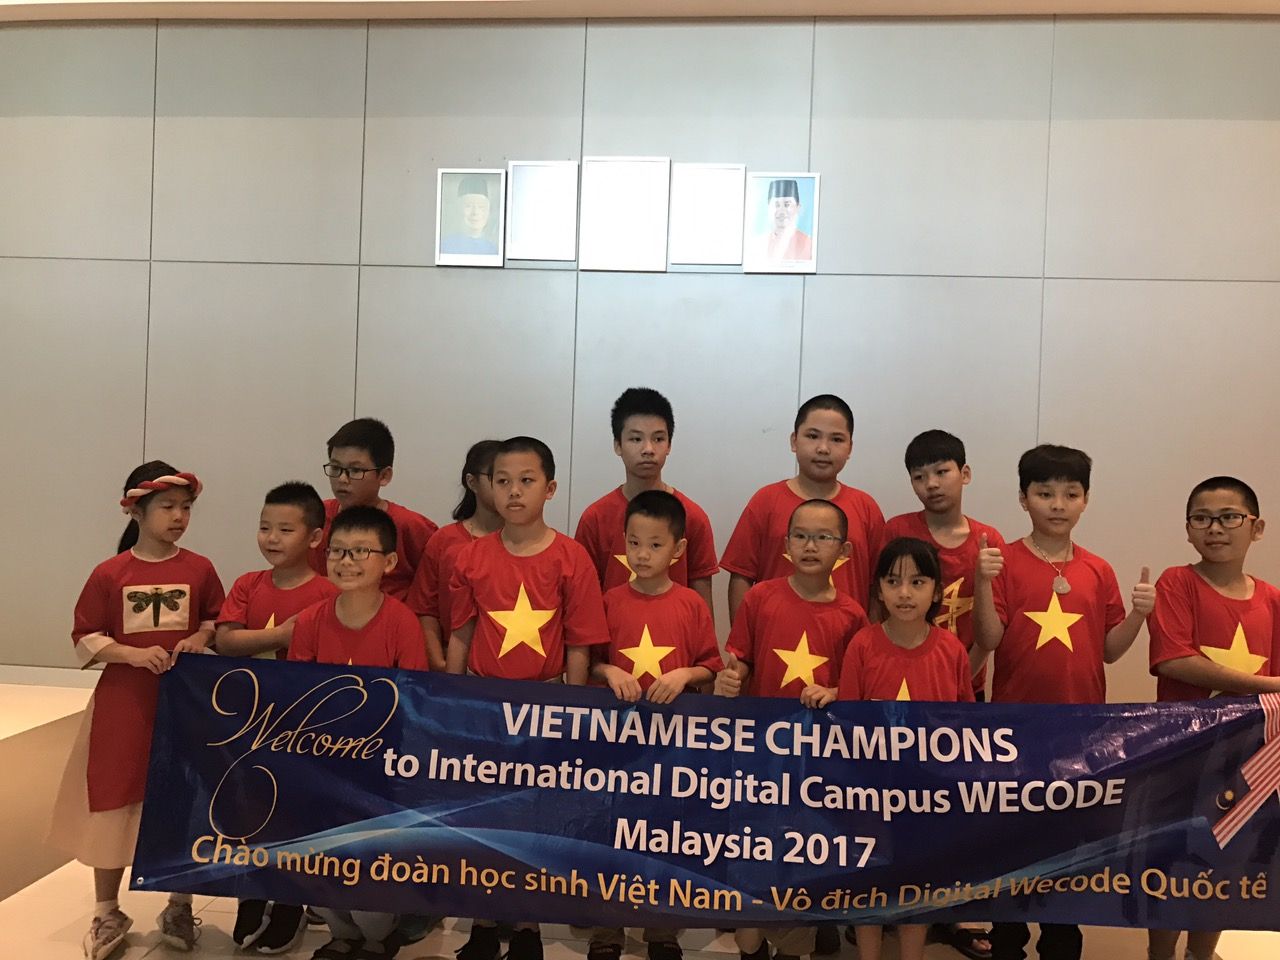 Welcome
VIETNAMESE CHAMPIONS
to International Digital Campus WECODE
Malaysia 2017
Chào mừng đoàn học sinh Việt Nam - Vô địch Digital Wecode Quốc tế